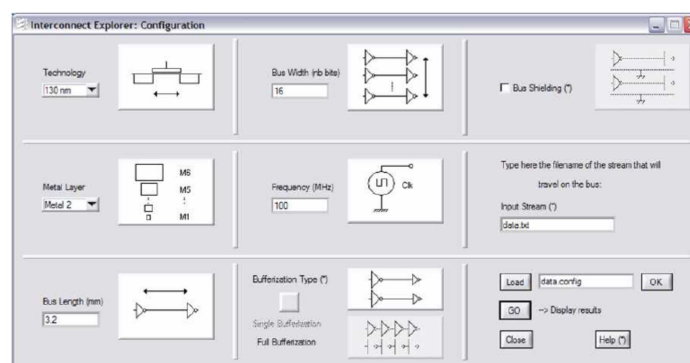 Interconnect Explorer: Configuration
Technology
130 nm
Bus Width (nb bits)
16
Bus Shielding (*)
Metal Layer
Metal 2
M6
M5
M1
Frequency (MHz)
100
Clk
Type here the filename of the stream that will
travel on the bus:
Input Stream (*)
data.txt
Bus Length (mm)
3.2
Bufferization Type (*)
Single Bufferization
Full Bufferization
Load
data.config
OK
GO
--> Display results
Close
Help (*)